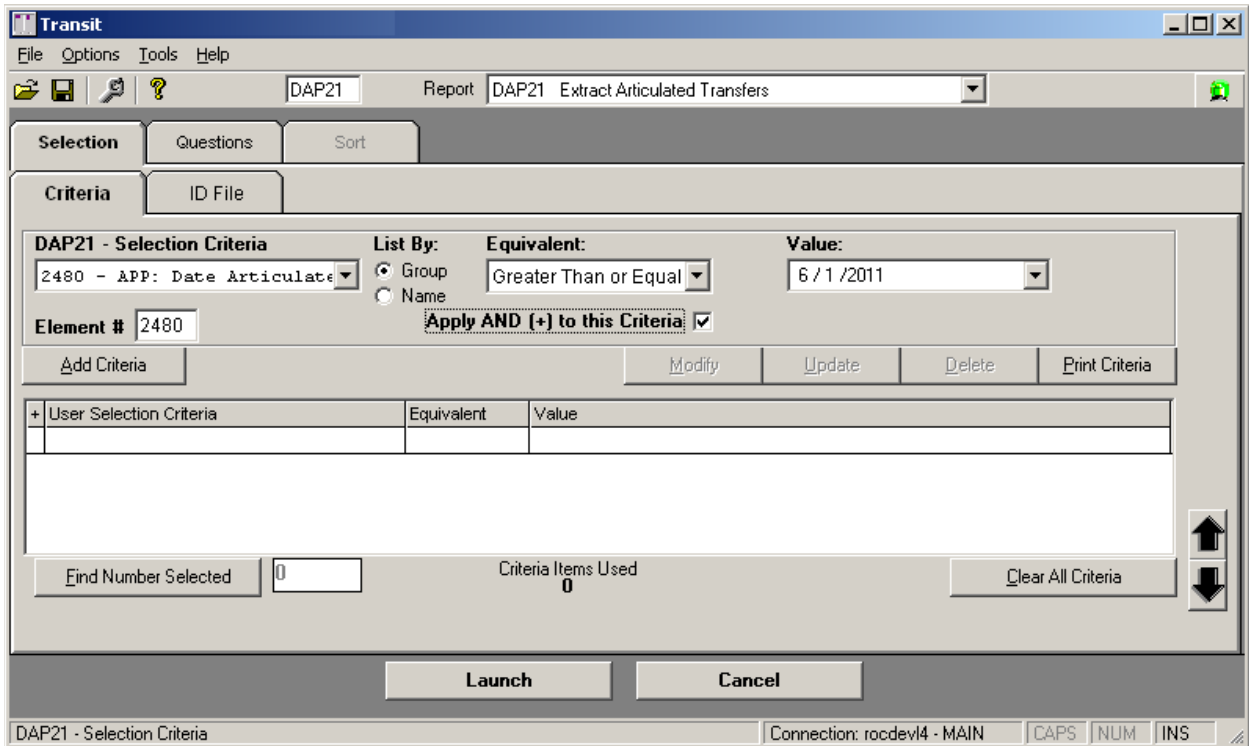 Transit
File Options Tools Help
DAP21 Report DAP21 Extract Articulated Transfers
Selection Questions Sort
Criteria ID File
DAP21 - Selection Criteria List By: Equivalent: Value:
2480 - APP: Date Articulate Group Greater Than or Equal 6 / 1 /2011
Name
Element # 2480 Apply AND (+) to this Criteria
Add Criteria Modify Update Delete Print Criteria
+ User Selection Criteria Equivalent Value
Find Number Selected 0 Criteria Items Used Clear All Criteria
0
Launch Cancel
DAP21 - Selection Criteria Connection: rocdevl4 - MAIN CAPS NUM INS